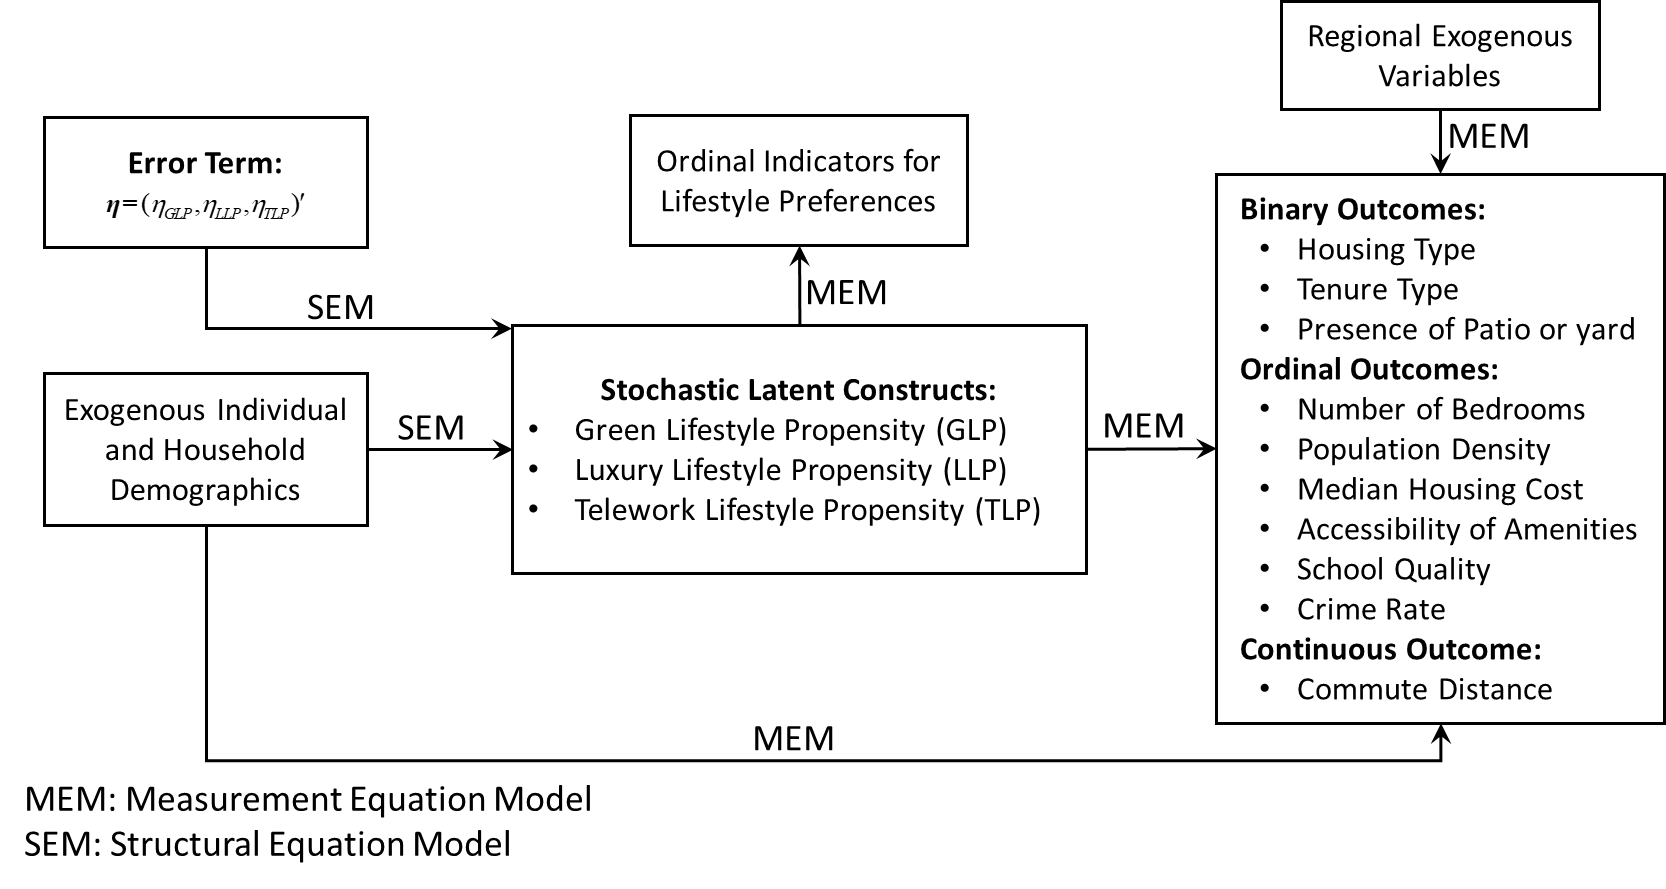 Regional Exogenous
Variables
MEM
Error Term:
η=(η_GLP,η_LLP,η_TLP)′
SEM
Ordinal Indicators for
Lifestyle Preferences
MEM
Exogenous Individual
and Household
Demographics
SEM
Stochastic Latent Constructs:
• Green Lifestyle Propensity (GLP)
• Luxury Lifestyle Propensity (LLP)
• Telework Lifestyle Propensity (TLP)
MEM
Binary Outcomes:
• Housing Type
• Tenure Type
• Presence of Patio or yard
Ordinal Outcomes:
• Number of Bedrooms
• Population Density
• Median Housing Cost
• Accessibility of Amenities
• School Quality
• Crime Rate
Continuous Outcome:
• Commute Distance
MEM
MEM: Measurement Equation Model
SEM: Structural Equation Model